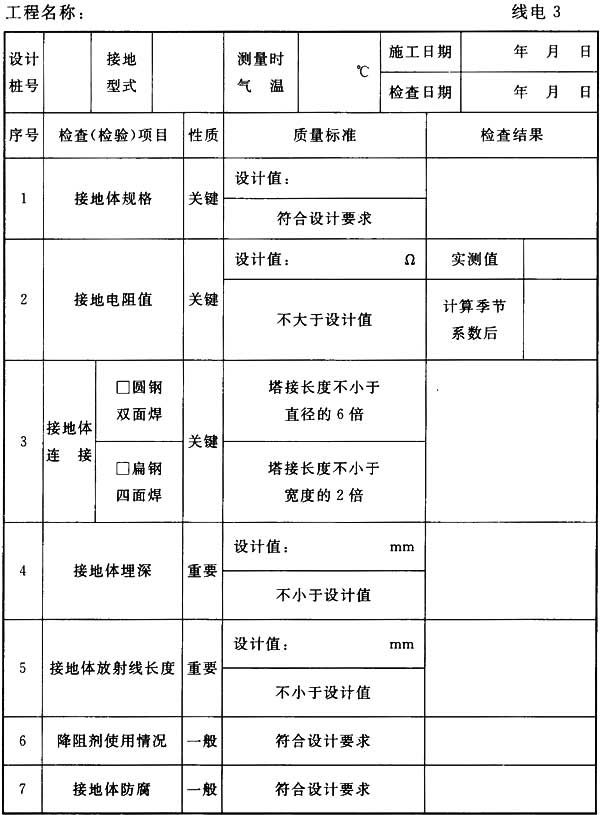 工程名称： 线电 3
设计桩号 接地型式 测量时气温 ℃ 施工日期 年 月 日
检查日期 年 月 日
序号 检查(检验)项目 性质 质量标准 检查结果
1 接地体规格 关键 设计值：
符合设计要求
2 接地电阻值 关键 设计值： Ω 实测值
不大于设计值 计算季节系数后
3 接地体连接 □圆钢双面焊 关键 塔接长度不小于直径的6倍
□扁钢四面焊 塔接长度不小于宽度的2倍
4 接地体埋深 重要 设计值： mm
不小于设计值
5 接地体放射线长度 重要 设计值： mm
不小于设计值
6 降阻剂使用情况 一般 符合设计要求
7 接地体防腐 一般 符合设计要求